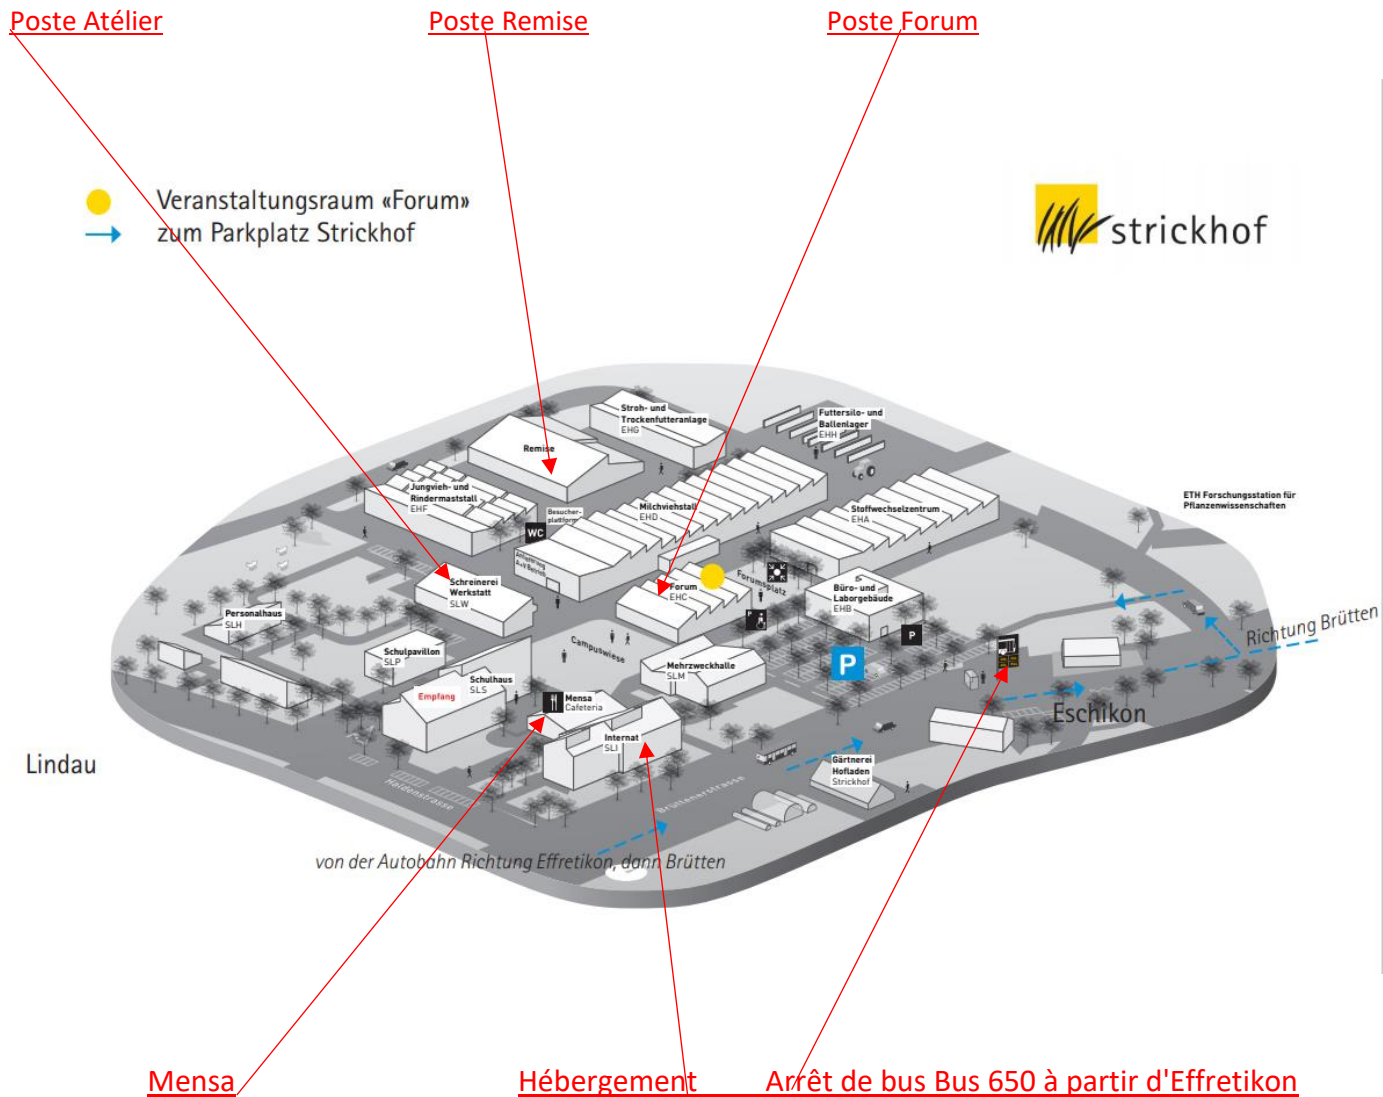 Poste Atélier
Poste Remise
Poste Forum
Veranstaltungsraum «Forum»
zum Parkplatz Strickhof
strickhof
Stroh- und
Trockenfutteranlage
EHG
Futtersilo- und
Ballenlager
EHH
Remise
Jungvieh- und
Rindermaststall
EHF
Besucher-
plattform
WC
Milchviehstall
EHD
Stoffwechselzentrum
EHA
ETH Forschungsstation für
Pflanzenwissenschaften
Anlieferung
A+V Betrieb
Schreinerei
Werkstatt
SLW
Forum
EHC
Forumsplatz
Büro- und
Laborgebäude
EHB
Personalhaus
SLH
P
P
Richtung Brütten
Schulpavillon
SLP
Campuswiese
Mehrzweckhalle
SLM
P
Schulhaus
SLS
Empfang
Mensa
Cafeteria
Eschikon
Internat
SLI
Lindau
Gärtnerei
Hofladen
Strickhof
Haldenstrasse
Brüttenerstrasse
von der Autobahn Richtung Effretikon, dann Brütten
Mensa
Hébergement
Arrêt de bus Bus 650 à partir d'Effretikon